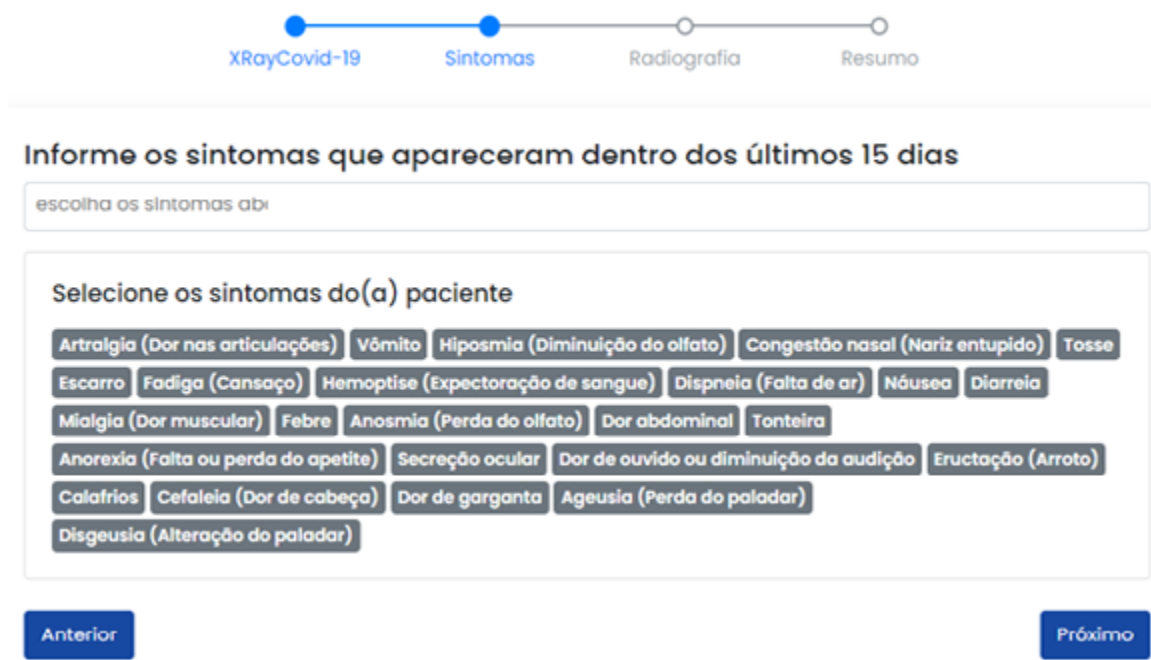 XRayCovid-19 Sintomas Radiografia Resumo
Informe os sintomas que apareceram dentro dos últimos 15 dias
escolha os sintomas
Selecione os sintomas do(a) paciente
Artralgia (Dor nas articulações) Vômito Hiposmia (Diminuição do olfato) Congestão nasal (Nariz entupido) Tosse
Escarro Fadiga (Cansaço) Hemoptise (Expectoração de sangue) Dispneia (Falta de ar) Náusea Diarreia
Mialgia (Dor muscular) Febre Anosmia (Perda do olfato) Dor abdominal Tonteira
Anorexia (Falta ou perda do apetite) Secreção ocular Dor de ouvido ou diminuição da audição Eructação (Arroto)
Calafrios Cefaleia (Dor de cabeça) Dor de garganta Ageusia (Perda do paladar)
Disgeusia (Alteração do paladar)
Anterior Próximo